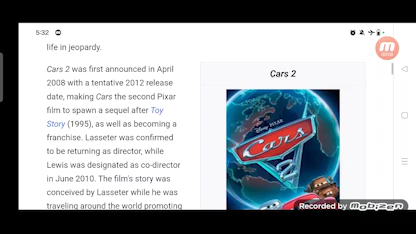 5:32
life in jeopardy.
Cars 2 was first announced in April
2008 with a tentative 2012 release
date, making Cars the second Pixar
film to spawn a sequel after Toy
Story (1995), as well as becoming a
franchise. Lasseter was confirmed
to be returning as director, while
Lewis was designated as co-director
in June 2010. The film's story was
conceived by Lasseter while he was
traveling around the world promoting
Cars 2
Disney PIXAR
Cars
2
Recorded by Mobizen